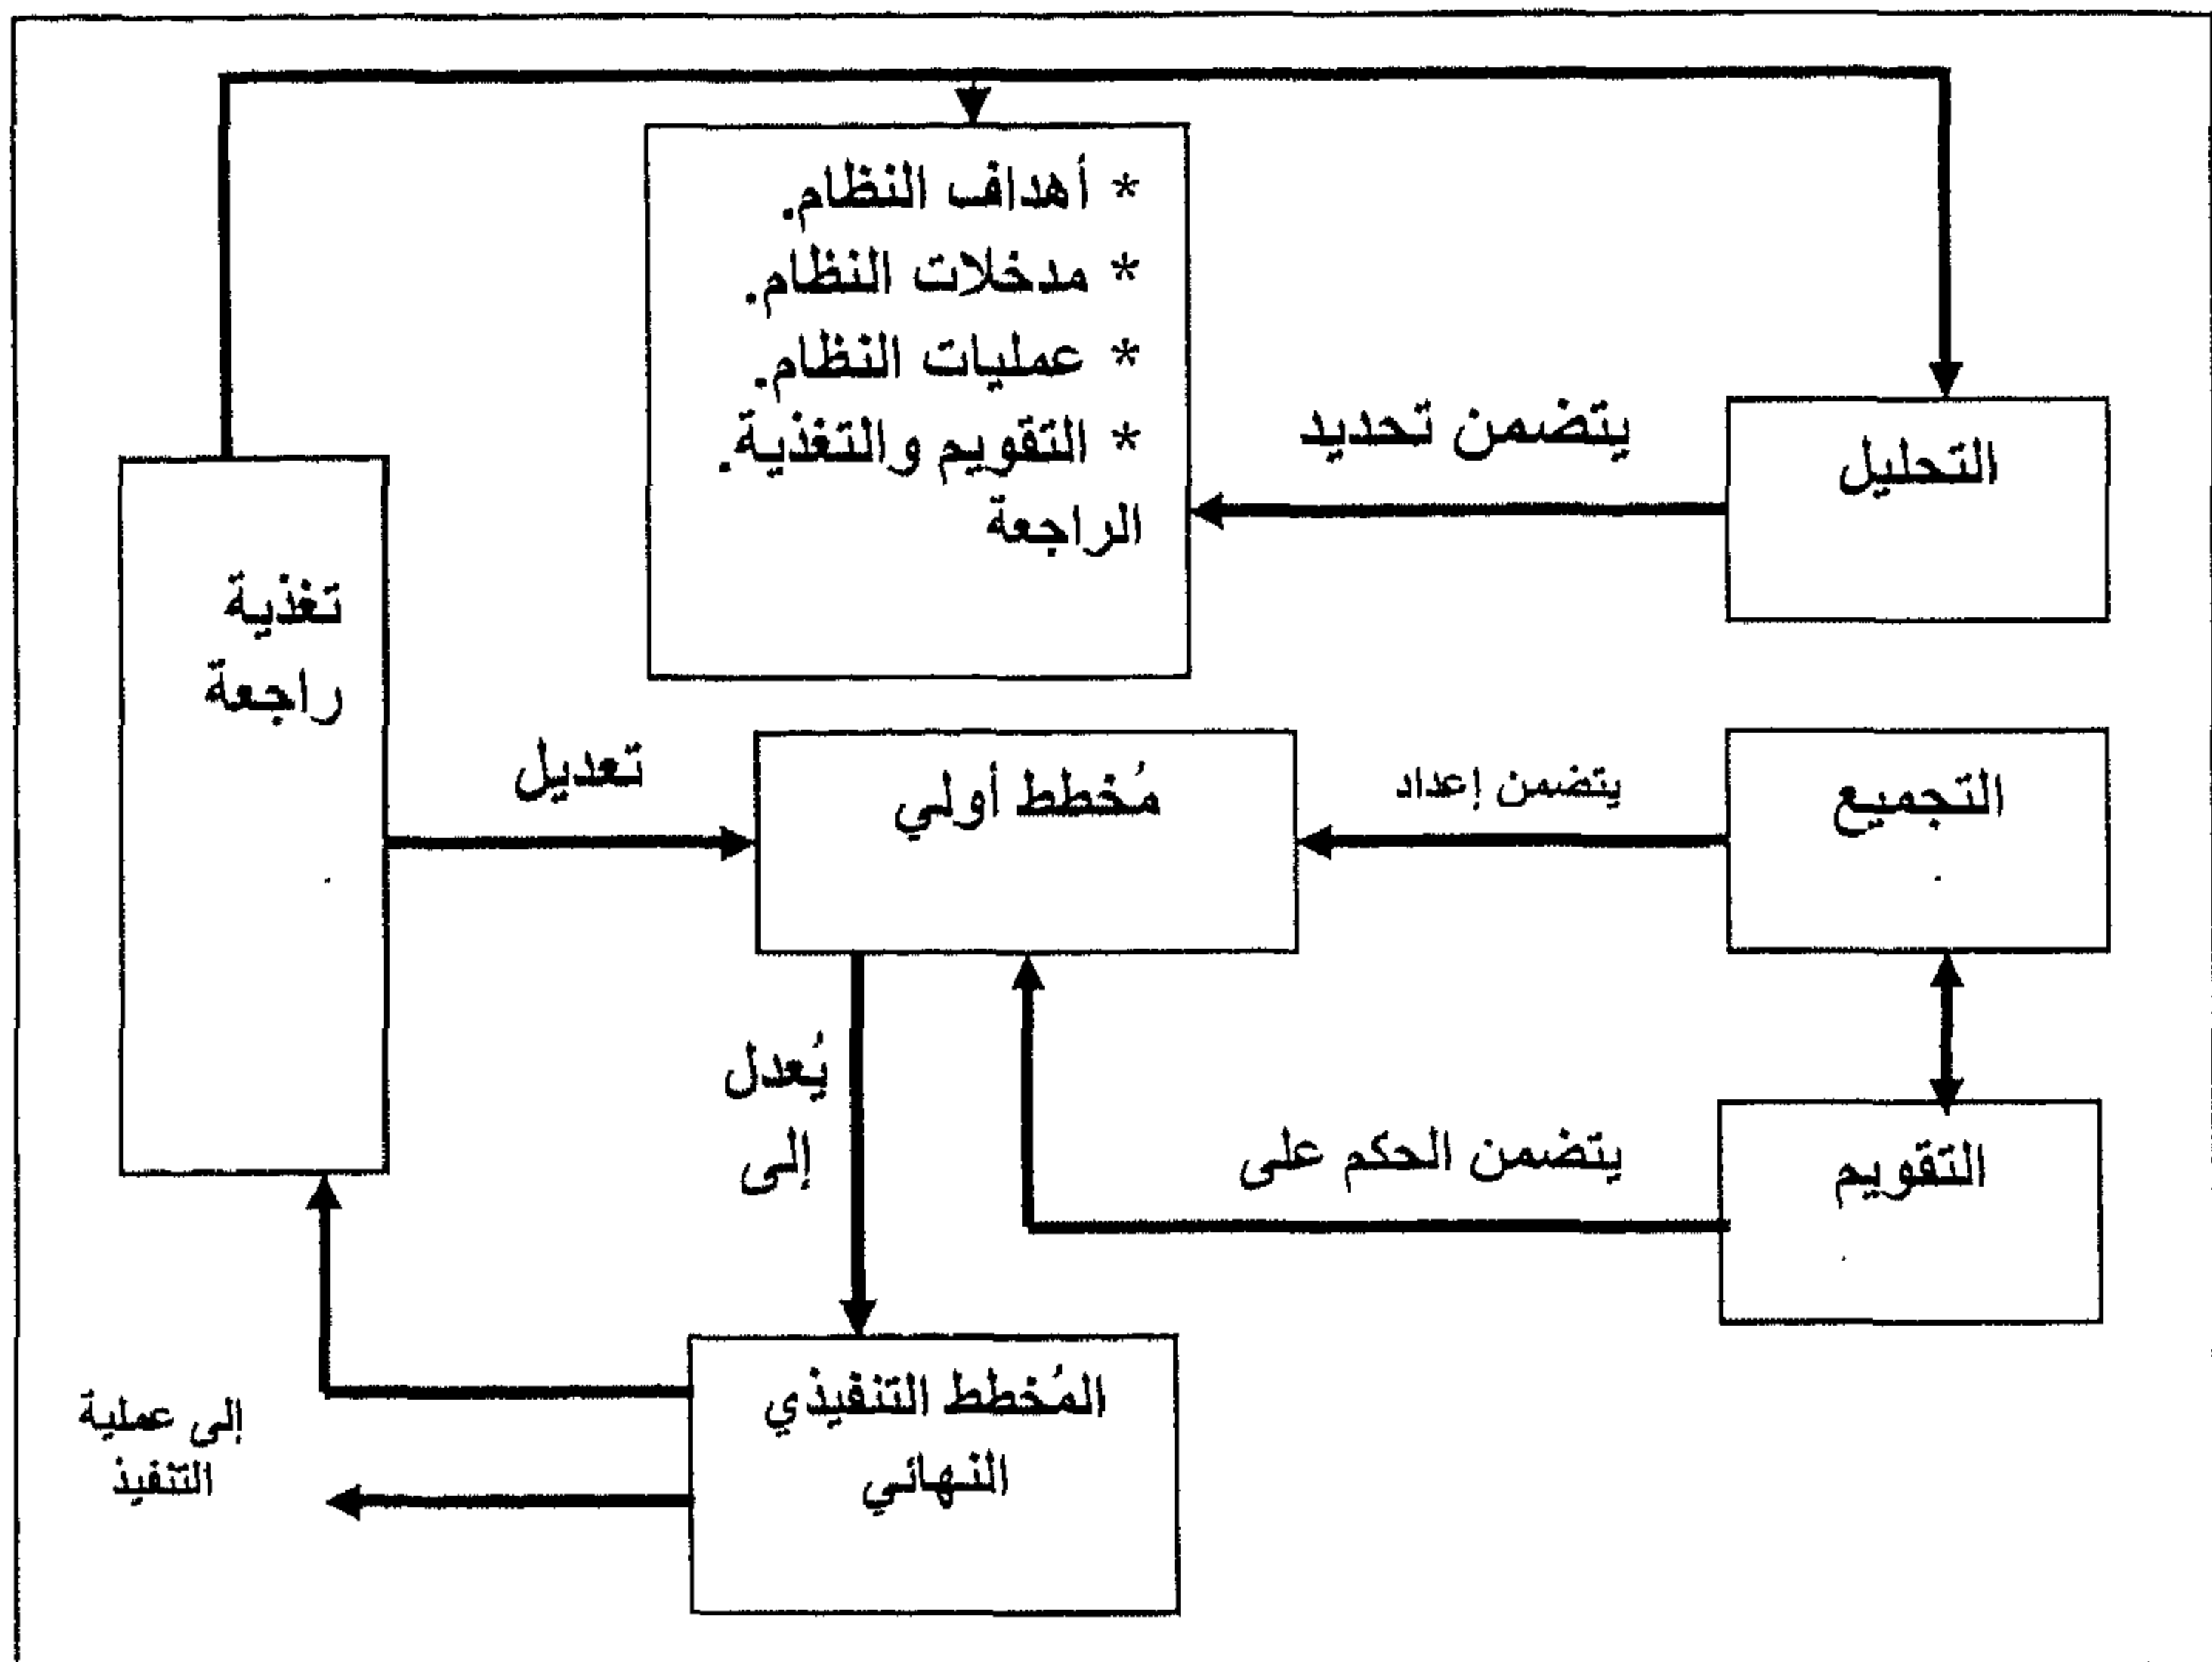 * أهداف النظام.
* مدخلات النظام.
* عمليات النظام.
* التقويم والتغذية.
الراجعة
يتضمن تحديد
التحليل
تغذية
راجعة
تعديل
مُخطط أولي
يتضمن إعداد
التجميع
يُعدل
إلى
يتضمن الحكم على
التقويم
المُخطط التنفيذي
النهائي
إلى عملية
التنفيذ